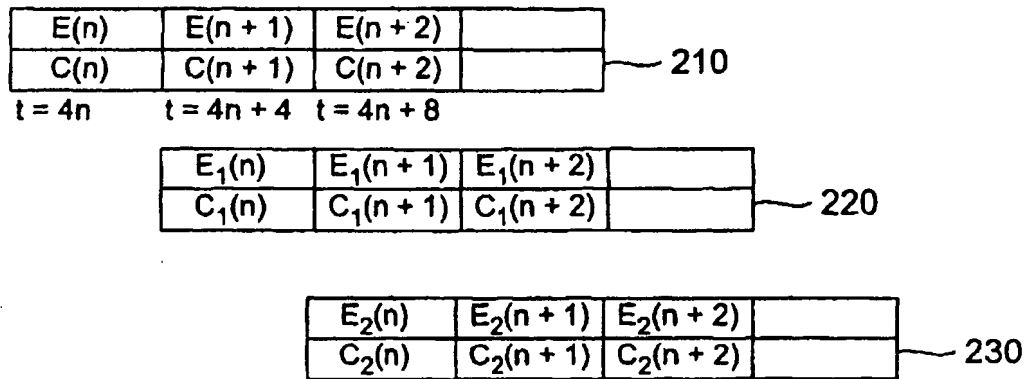 E(n) E(n + 1) E(n + 2)
C(n) C(n + 1) C(n + 2) 210
t = 4n t = 4n + 4 t = 4n + 8
E₁(n) E₁(n + 1) E₁(n + 2)
C₁(n) C₁(n + 1) C₁(n + 2) 220
E₂(n) E₂(n + 1) E₂(n + 2)
C₂(n) C₂(n + 1) C₂(n + 2) 230